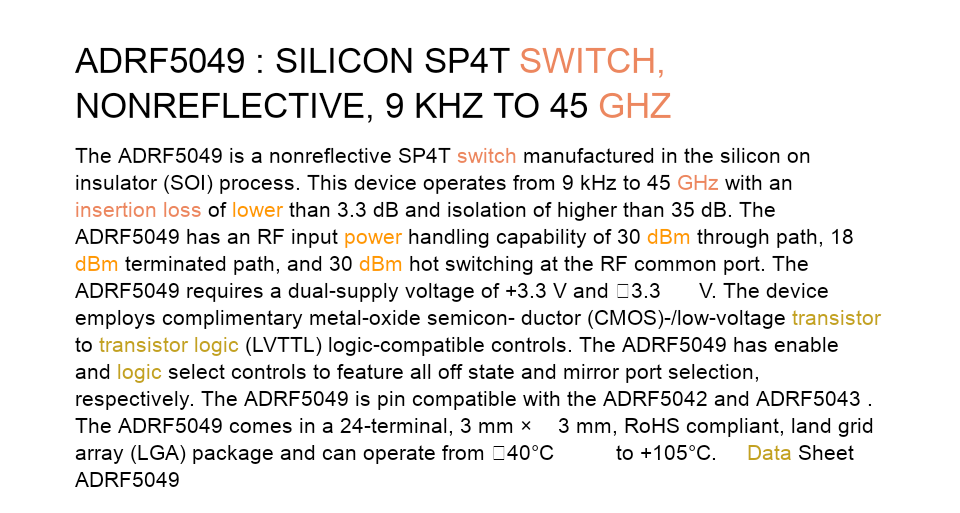 ADRF5049 : SILICON SP4T SWITCH,
NONREFLECTIVE, 9 KHZ TO 45 GHZ
The ADRF5049 is a nonreflective SP4T switch manufactured in the silicon on
insulator (SOI) process. This device operates from 9 kHz to 45 GHz with an
insertion loss of lower than 3.3 dB and isolation of higher than 35 dB. The
ADRF5049 has an RF input power handling capability of 30 dBm through path, 18
dBm terminated path, and 30 dBm hot switching at the RF common port. The
ADRF5049 requires a dual-supply voltage of +3.3 V and □3.3 V. The device
employs complimentary metal-oxide semicon- ductor (CMOS)-/low-voltage transistor
to transistor logic (LVTTL) logic-compatible controls. The ADRF5049 has enable
and logic select controls to feature all off state and mirror port selection,
respectively. The ADRF5049 is pin compatible with the ADRF5042 and ADRF5043 .
The ADRF5049 comes in a 24-terminal, 3 mm × 3 mm, RoHS compliant, land grid
array (LGA) package and can operate from □40°C to +105°C. Data Sheet
ADRF5049